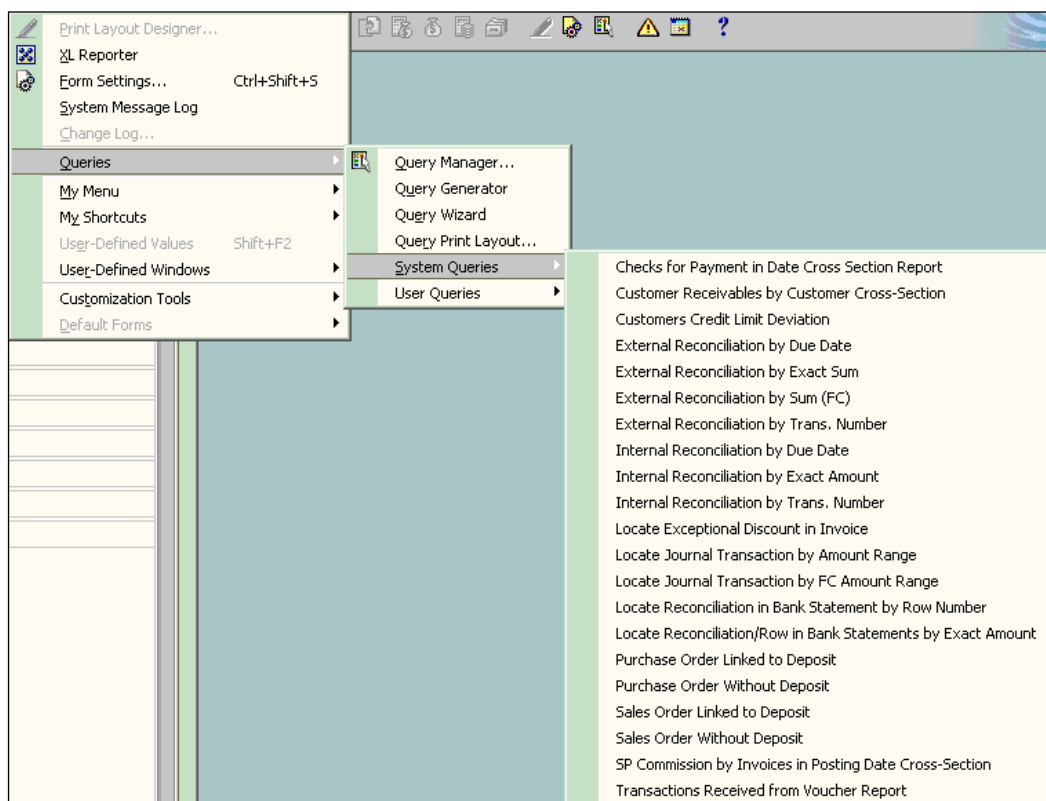 Print Layout Designer...
XL Reporter
Form Settings... Ctrl+Shift+S
System Message Log
Change Log...
Queries
My Menu
My Shortcuts
User-Defined Values Shift+F2
User-Defined Windows
Customization Tools
Default Forms
Query Manager...
Query Generator
Query Wizard
Query Print Layout...
System Queries
User Queries
Checks for Payment in Date Cross Section Report
Customer Receivables by Customer Cross-Section
Customers Credit Limit Deviation
External Reconciliation by Due Date
External Reconciliation by Exact Sum
External Reconciliation by Sum (FC)
External Reconciliation by Trans. Number
Internal Reconciliation by Due Date
Internal Reconciliation by Exact Amount
Internal Reconciliation by Trans. Number
Locate Exceptional Discount in Invoice
Locate Journal Transaction by Amount Range
Locate Journal Transaction by FC Amount Range
Locate Reconciliation in Bank Statement by Row Number
Locate Reconciliation/Row in Bank Statements by Exact Amount
Purchase Order Linked to Deposit
Purchase Order Without Deposit
Sales Order Linked to Deposit
Sales Order Without Deposit
SP Commission by Invoices in Posting Date Cross-Section
Transactions Received from Voucher Report